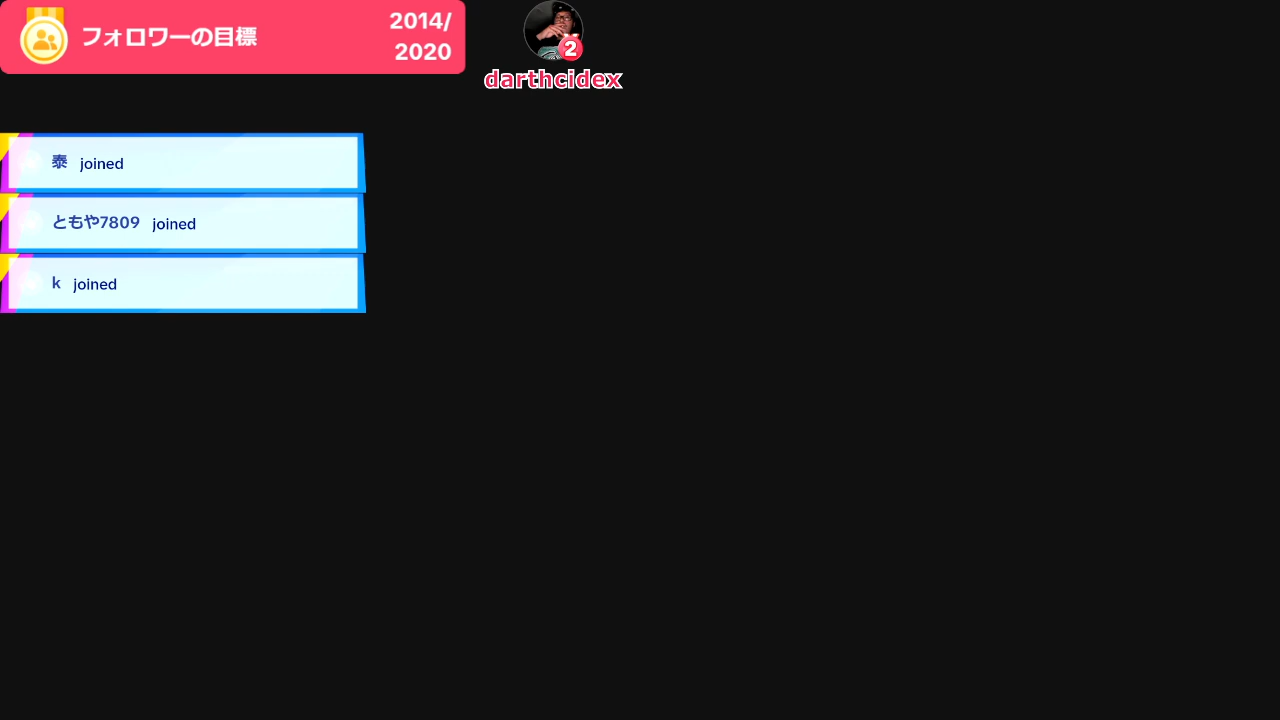 フォロワーの目標
2014/
2020
2
darthcidex
泰 joined
ともや7809 joined
k joined